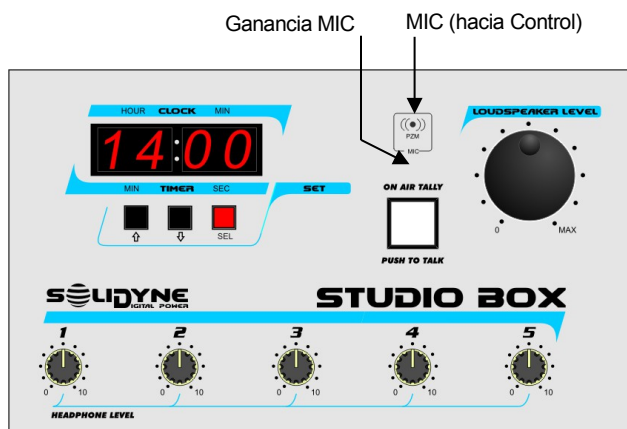 Ganancia MIC
MIC (hacia Control)
HOUR CLOCK MIN
14:00
MIN TIMER SEC
SET
SEL
PZM
MIC
ON AIR TALLY
PUSH TO TALK
LOUDSPEAKER LEVEL
0 MAX
SOLIDYNE
DIGITAL POWER
STUDIO BOX
1 2 3 4 5
0 10 0 10 0 10 0 10 0 10
HEADPHONE LEVEL